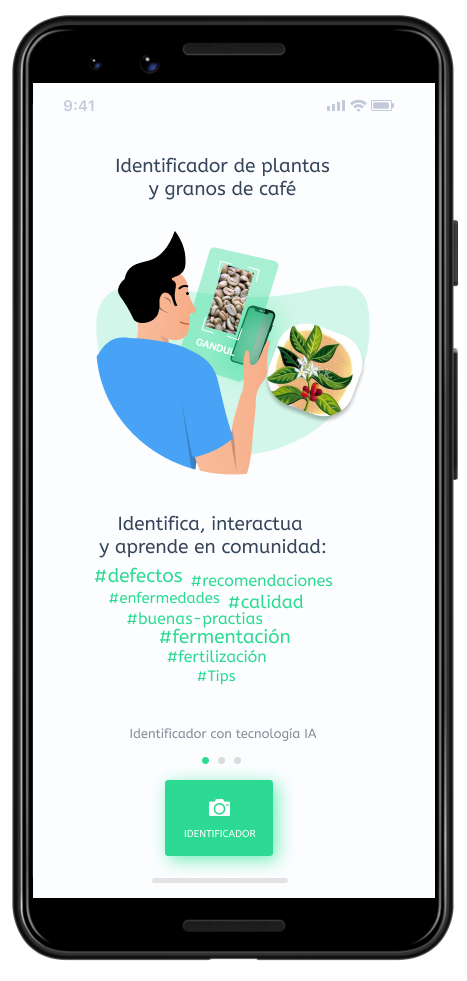 9:41
Identificador de plantas
y granos de café
GANDUL
Identifica, interactua
y aprende en comunidad:
#defectos #recomendaciones
#enfermedades #calidad
#buenas-practias
#fermentación
#fertilización
#Tips
Identificador con tecnología IA
IDENTIFICADOR